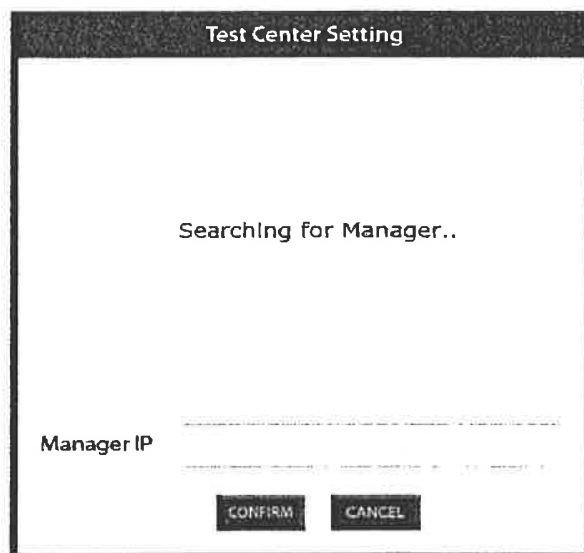 Test Center Setting
Searching for Manager..
Manager IP
CONFIRM CANCEL